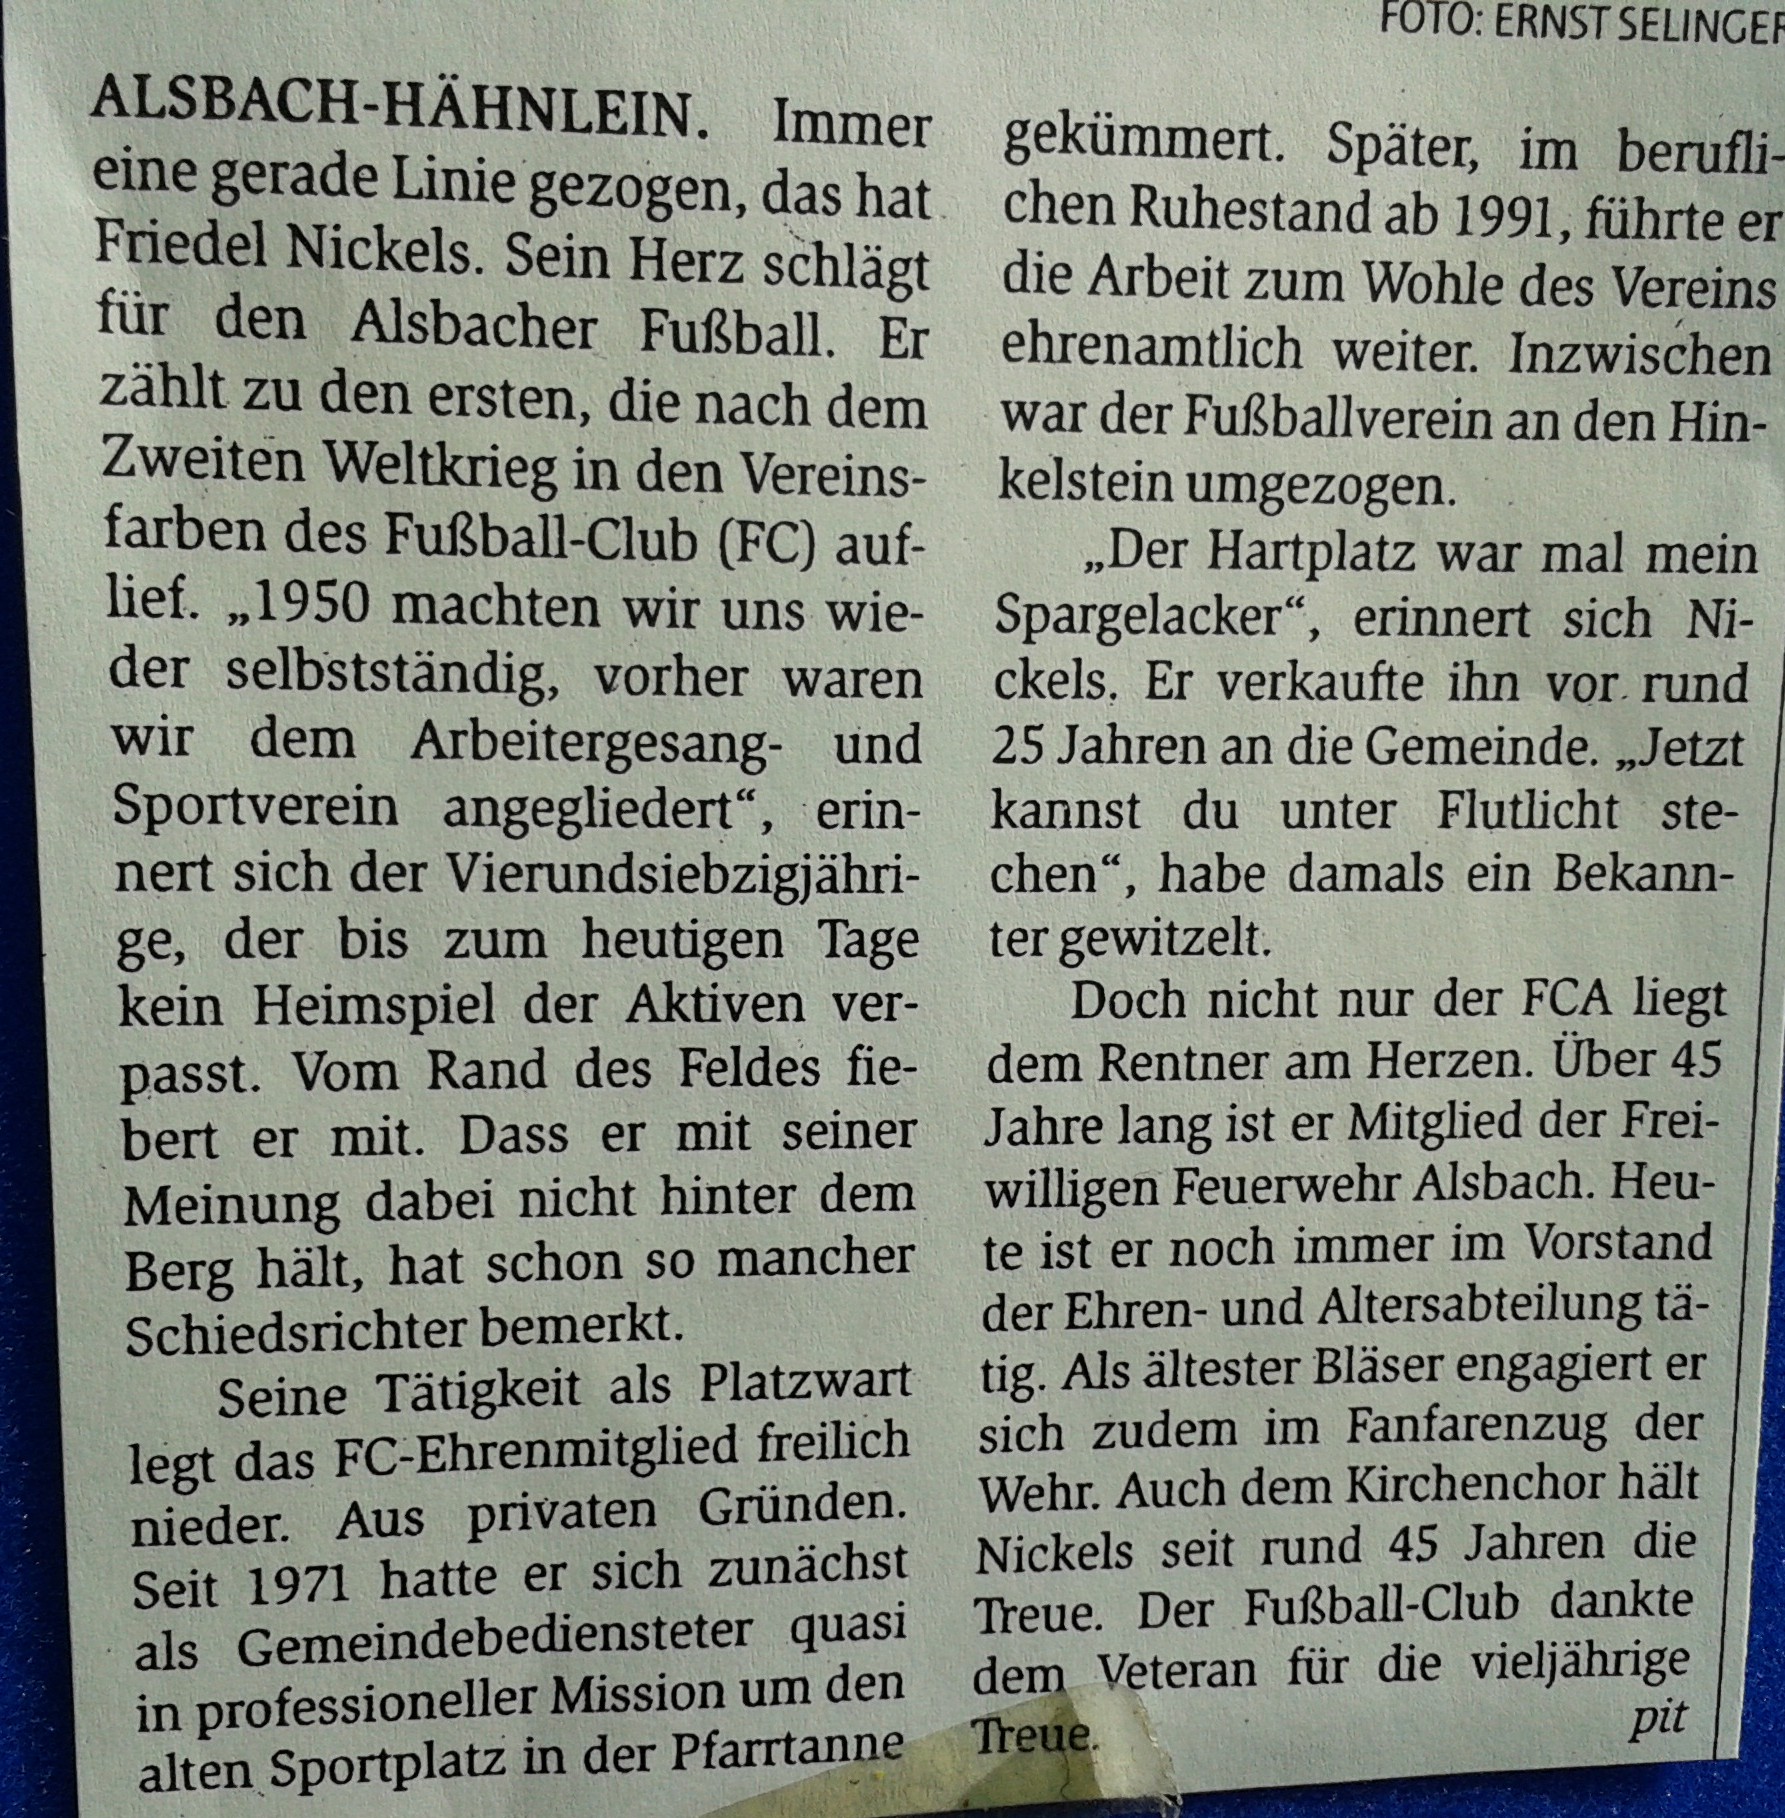 FOTO: ERNST SELINGER
ALSBACH-HÄHNLEIN. Immer
eine gerade Linie gezogen, das hat
Friedel Nickels. Sein Herz schlägt
für den Alsbacher Fußball. Er
zählt zu den ersten, die nach dem
Zweiten Weltkrieg in den Vereins-
farben des Fußball-Club (FC) auf-
lief. „1950 machten wir uns wie-
der selbstständig, vorher waren
wir dem Arbeitergesang- und
Sportverein angegliedert“, erin-
nert sich der Vierundsiebzigjähri-
ge, der bis zum heutigen Tage
kein Heimspiel der Aktiven ver-
passt. Vom Rand des Feldes fie-
bert er mit. Dass er mit seiner
Meinung dabei nicht hinter dem
Berg hält, hat schon so mancher
Schiedsrichter bemerkt.
Seine Tätigkeit als Platzwart
legt das FC-Ehrenmitglied freilich
nieder. Aus privaten Gründen.
Seit 1971 hatte er sich zunächst
als Gemeindebediensteter quasi
in professioneller Mission um den
alten Sportplatz in der Pfarrtanne
gekümmert. Später, im berufli-
chen Ruhestand ab 1991, führte er
die Arbeit zum Wohle des Vereins
ehrenamtlich weiter. Inzwischen
war der Fußballverein an den Hin-
kelstein umgezogen.
„Der Hartplatz war mal mein
Spargelacker“, erinnert sich Ni-
ckels. Er verkaufte ihn vor rund
25 Jahren an die Gemeinde. „Jetzt
kannst du unter Flutlicht ste-
chen“, habe damals ein Bekann-
ter gewitzelt.
Doch nicht nur der FCA liegt
dem Rentner am Herzen. Über 45
Jahre lang ist er Mitglied der Frei-
willigen Feuerwehr Alsbach. Heu-
te ist er noch immer im Vorstand
der Ehren- und Altersabteilung tä-
tig. Als ältester Bläser engagiert er
sich zudem im Fanfarenzug der
Wehr. Auch dem Kirchenchor hält
Nickels seit rund 45 Jahren die
Treue. Der Fußball-Club dankte
dem Veteran für die vieljährige
Treue. pit